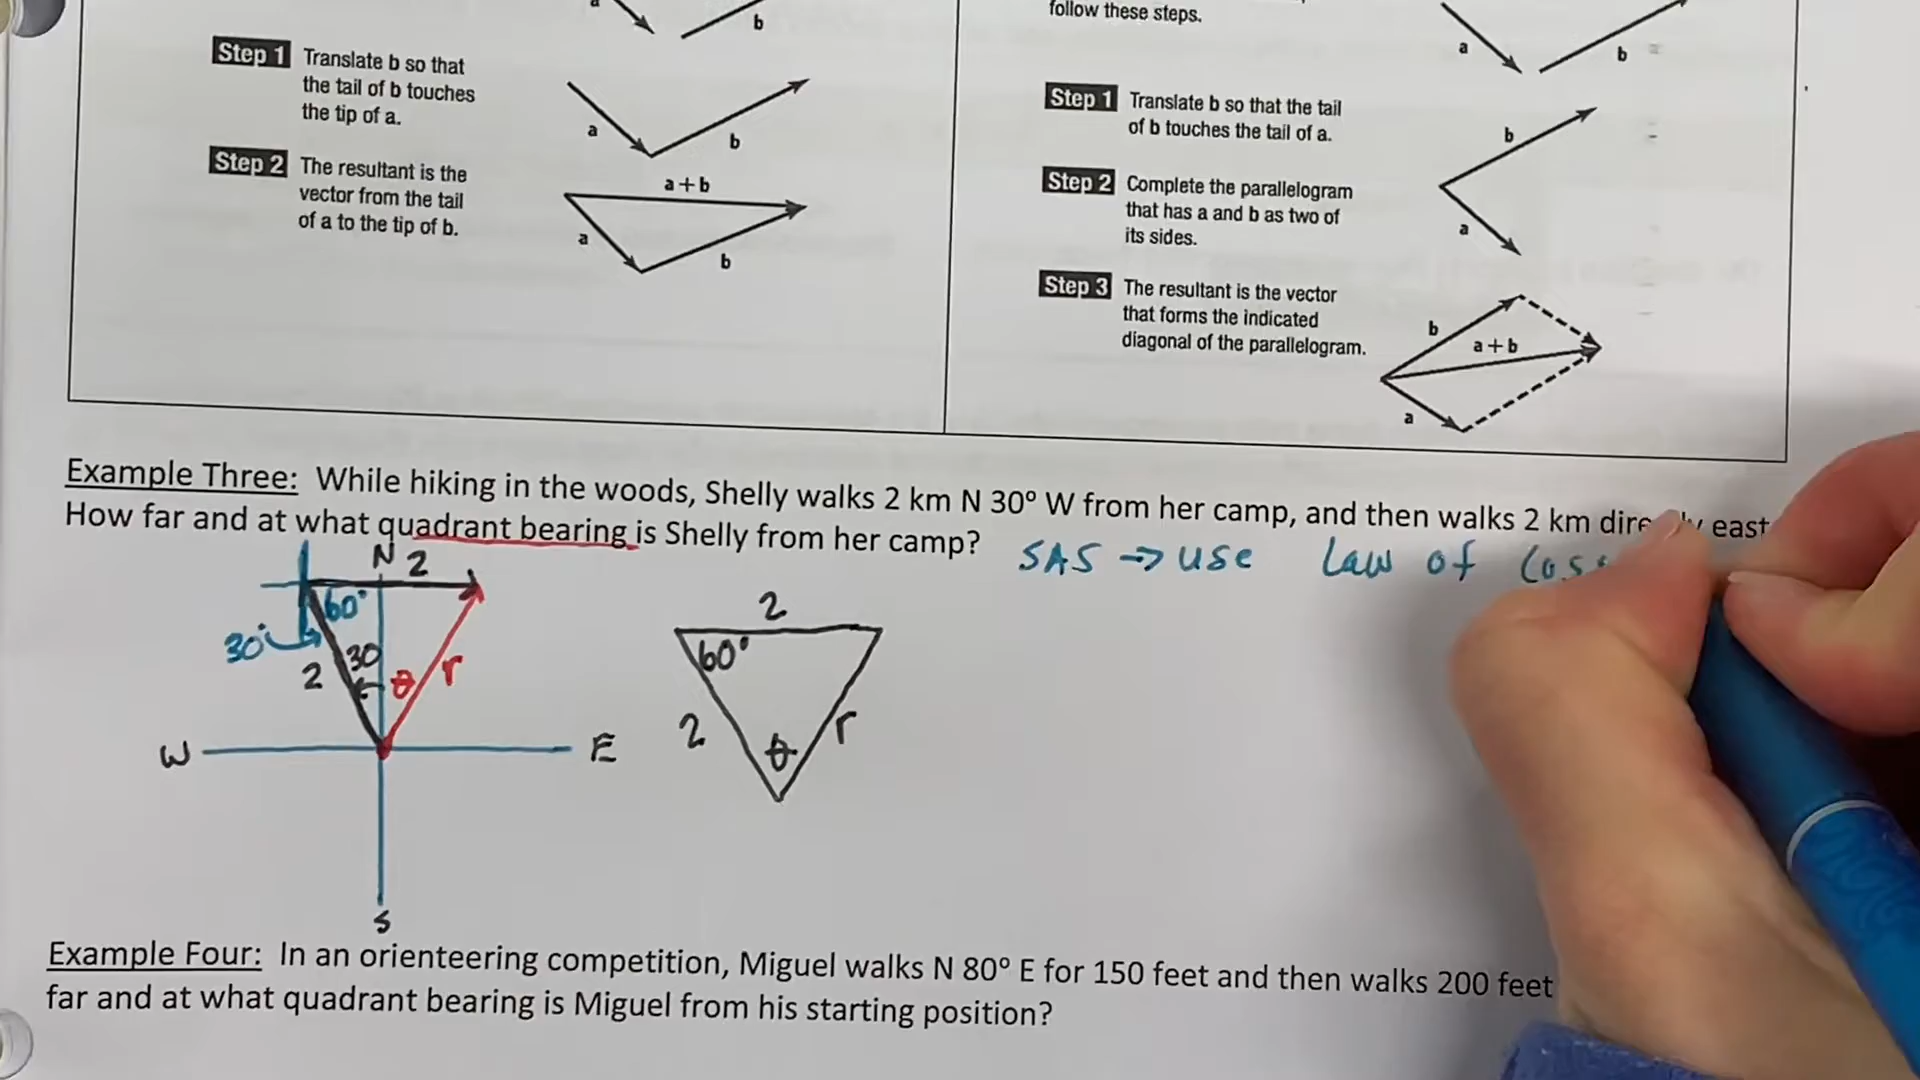 a
b
Step 1 Translate b so that
the tail of b touches
the tip of a.
a
b
Step 2 The resultant is the
vector from the tail
of a to the tip of b.
a+b
a
b
follow these steps.
a
b
Step 1 Translate b so that the tail
of b touches the tail of a.
b
a
Step 2 Complete the parallelogram
that has a and b as two of
its sides.
Step 3 The resultant is the vector
that forms the indicated
diagonal of the parallelogram.
b
a+b
a
Example Three: While hiking in the woods, Shelly walks 2 km N 30º W from her camp, and then walks 2 km east
How far and at what quadrant bearing is Shelly from her camp?
SAS → use Law of
N 2
60°
30°
30
2
θ
r
W
E
S
2
60°
2
r
θ
Example Four: In an orienteering competition, Miguel walks N 80º E for 150 feet and then walks 200 feet
far and at what quadrant bearing is Miguel from his starting position?